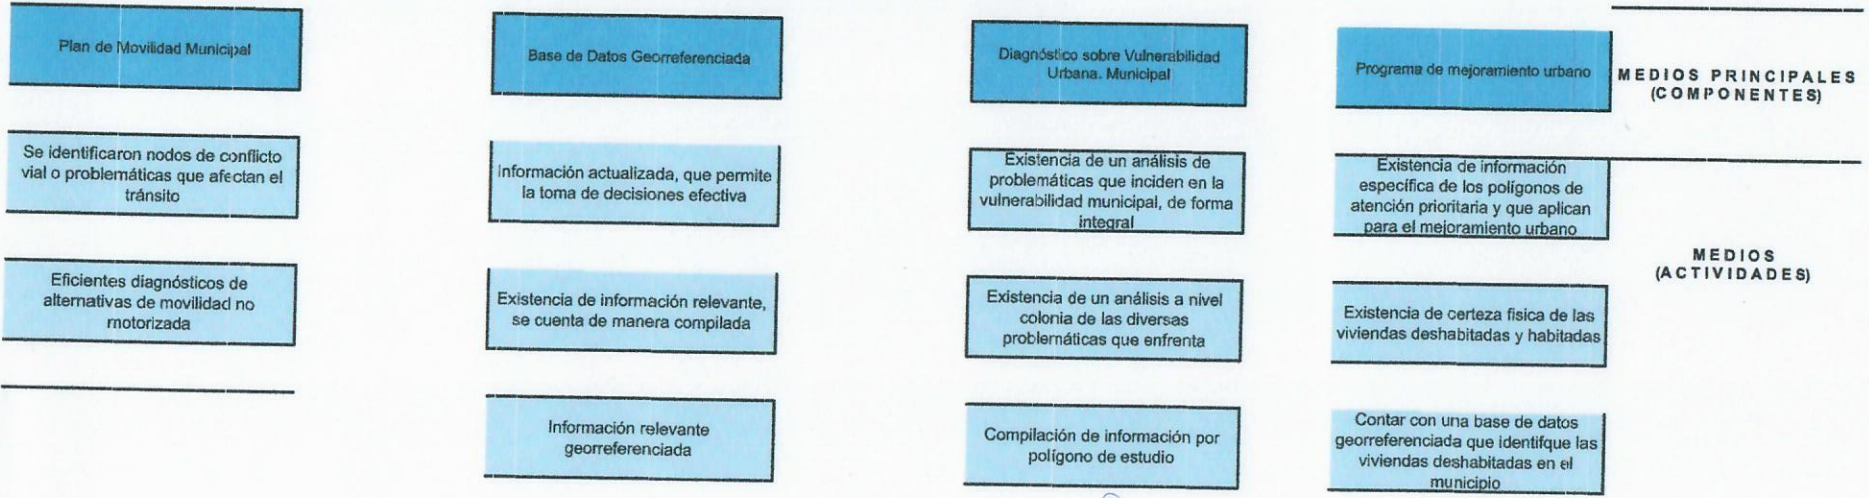 Plan de Movilidad Municipal
Base de Datos Georreferenciada
Diagnóstico sobre Vulnerabilidad
Urbana. Municipal
Programa de mejoramiento urbano
MEDIOS PRINCIPALES
(COMPONENTES)
Se identificaron nodos de conflicto
vial o problemáticas que afectan el
tránsito
Información actualizada, que permite
la toma de decisiones efectiva
Existencia de un análisis de
problemáticas que inciden en la
vulnerabilidad municipal, de forma
integral
Existencia de información
específica de los polígonos de
atención prioritaria y que aplican
para el mejoramiento urbano
MEDIOS
(ACTIVIDADES)
Eficientes diagnósticos de
alternativas de movilidad no
motorizada
Existencia de información relevante,
se cuenta de manera compilada
Existencia de un análisis a nivel
colonia de las diversas
problemáticas que enfrenta
Existencia de certeza fisica de las
viviendas deshabitadas y habitadas
Información relevante
georreferenciada
Compilación de información por
polígono de estudio
Contar con una base de datos
georreferenciada que identifque las
viviendas deshabitadas en el
municipio